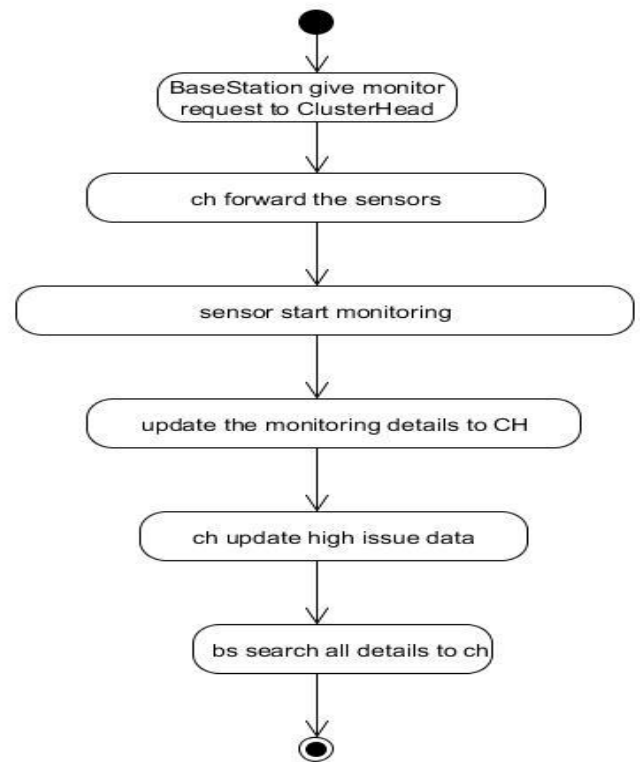 BaseStation give monitor
request to ClusterHead
ch forward the sensors
sensor start monitoring
update the monitoring details to CH
ch update high issue data
bs search all details to ch